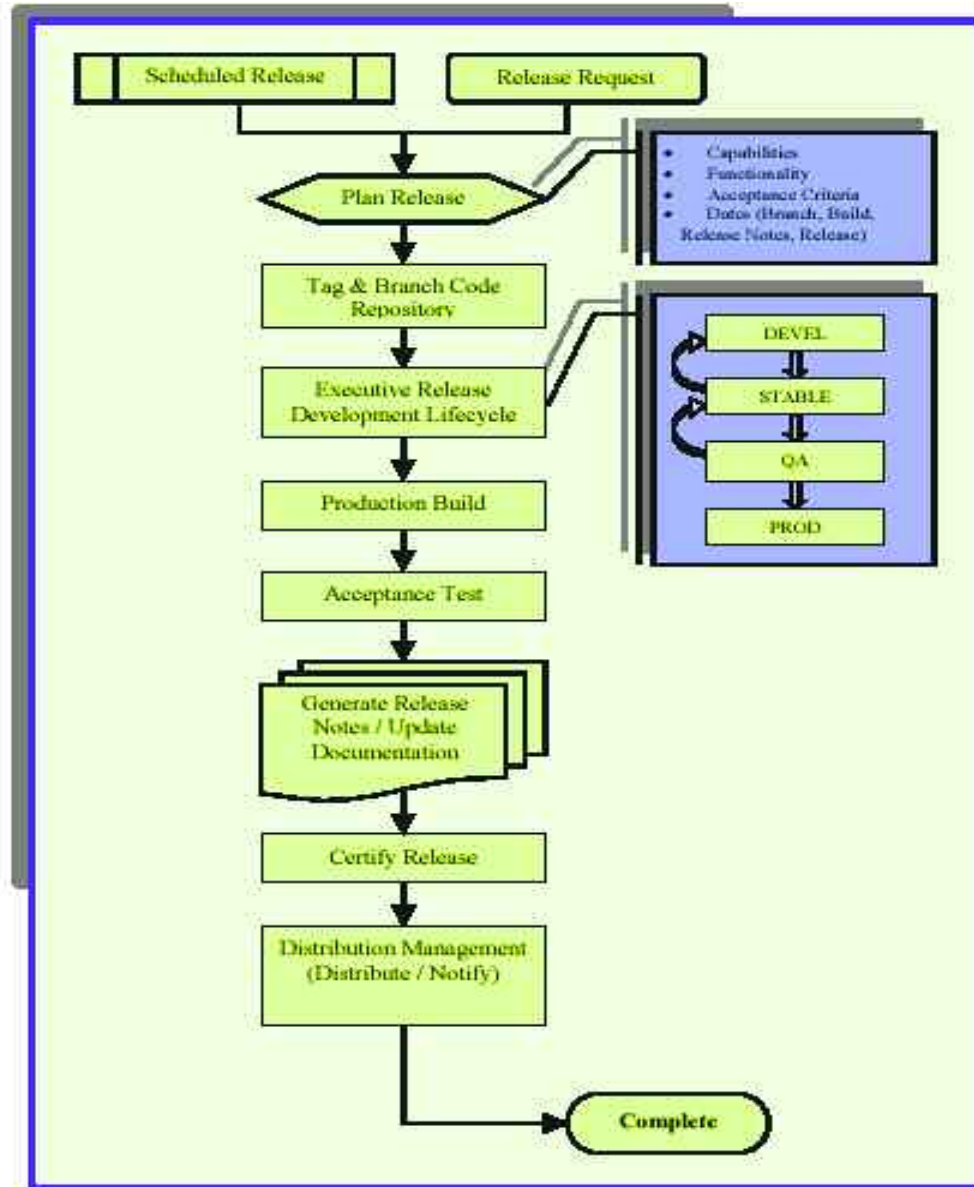 Scheduled Release
Release Request
Plan Release
• Capabilities
• Functionality
• Acceptance Criteria
• Dates (Branch, Build,
Release Notes, Release)
Tag & Branch Code
Repository
Executive Release
Development Lifecycle
DEVEL
STABLE
QA
PROD
Production Build
Acceptance Test
Generate Release
Notes / Update
Documentation
Certify Release
Distribution Management
(Distribute / Notify)
Complete